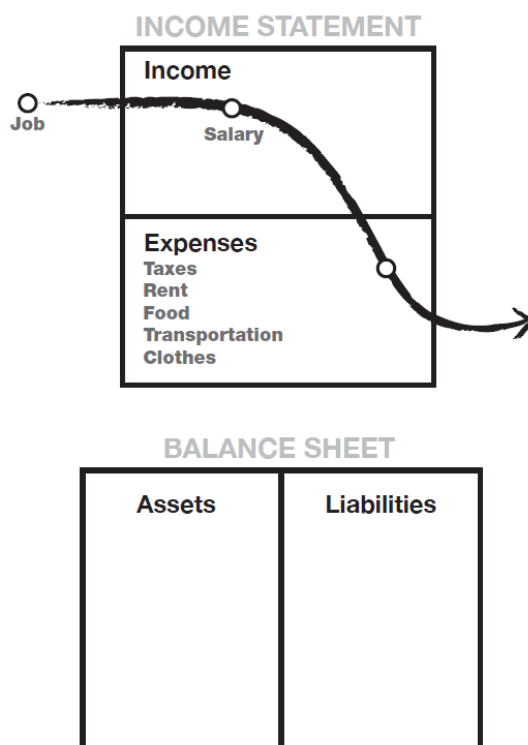 INCOME STATEMENT
Income
Job
Salary
Expenses
Taxes
Rent
Food
Transportation
Clothes
BALANCE SHEET
Assets
Liabilities